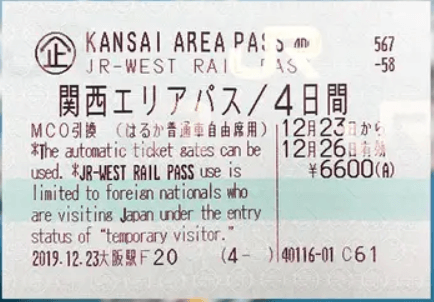 企 KANSAI AREA PASS 4D 567
JR-WEST RAIL PASS -58
関西エリアパス/4日間
MCO引換 (はるか普通車自由席用) 12月23日から
*The automatic ticket gates can be 12月26日有効
used. *JR-WEST RAIL PASS use is ¥6600(A)
limited to foreign nationals who
are visiting Japan under the entry
status of "temporary visitor."
2019.12.23大阪駅F20 (4- ) 40116-01 C61